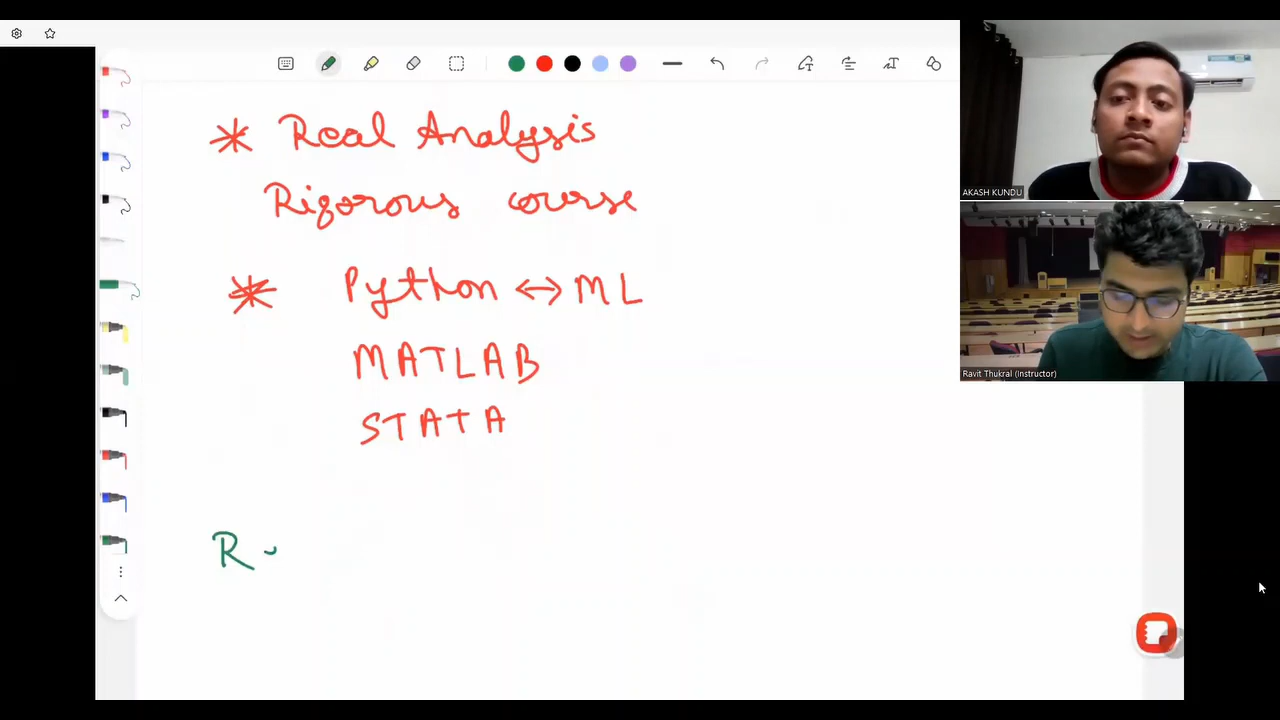 * Real Analysis
Rigorous course
* Python ↔ ML
MATLAB
STATA
R
AKASH KUNDU
Ravit Thukral (Instructor)